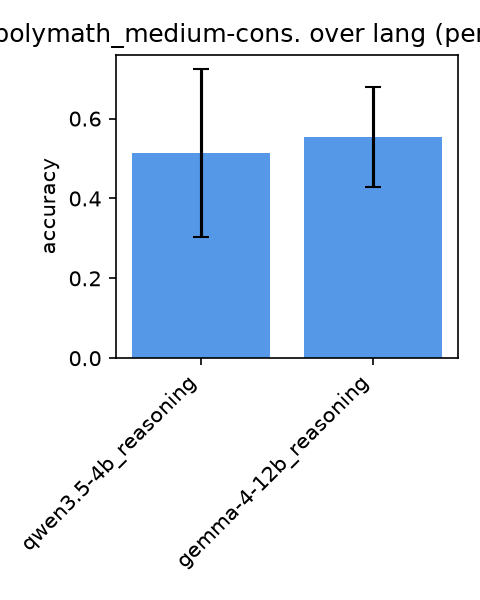 polymath_medium-cons. over lang (per
accuracy
0.6
0.4
0.2
0.0
qwen3.5-4b_reasoning
gemma-4-12b_reasoning